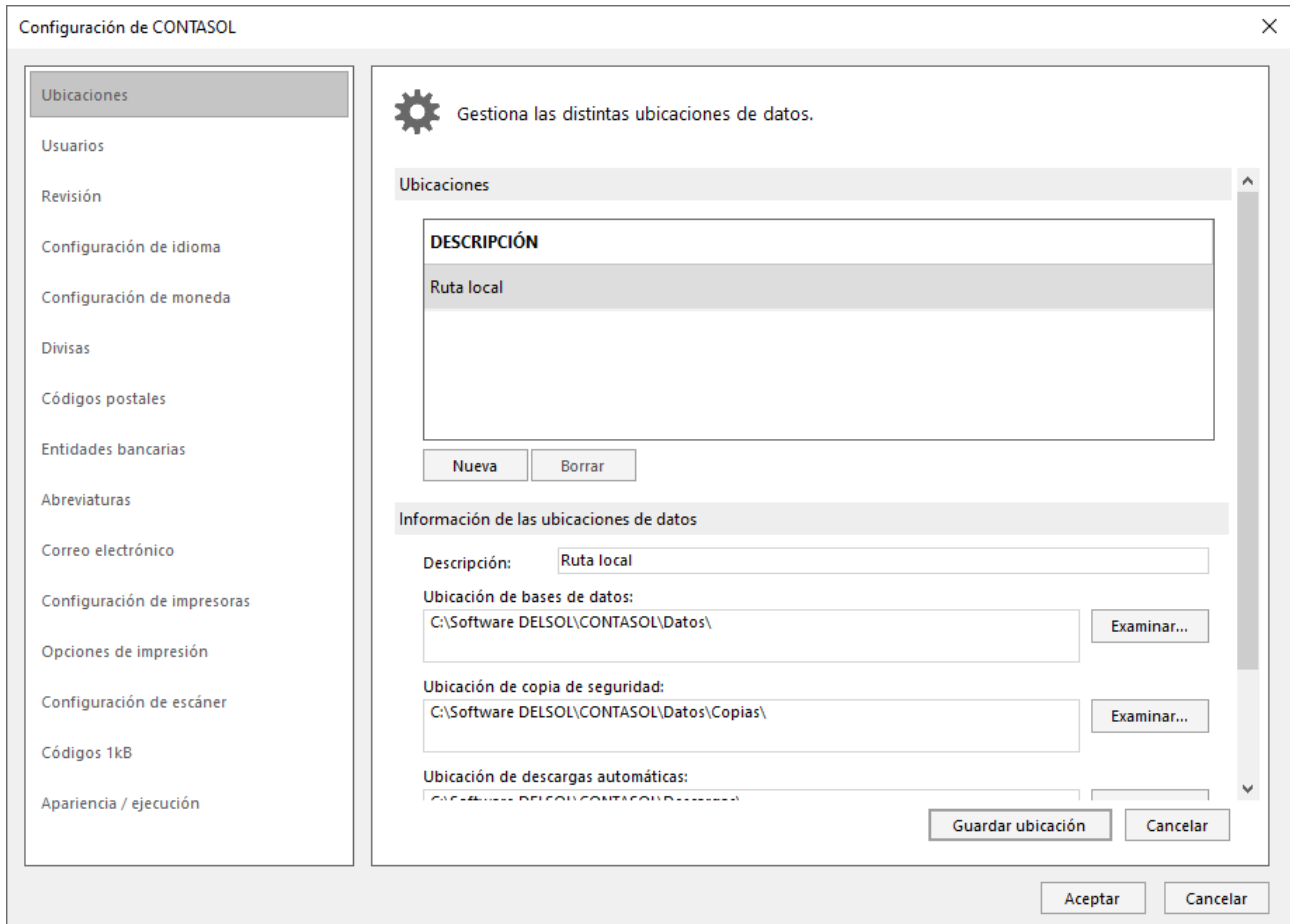 Configuración de CONTASOL
Ubicaciones
Usuarios
Revisión
Configuración de idioma
Configuración de moneda
Divisas
Códigos postales
Entidades bancarias
Abreviaturas
Correo electrónico
Configuración de impresoras
Opciones de impresión
Configuración de escáner
Códigos 1kB
Apariencia / ejecución
Gestiona las distintas ubicaciones de datos.
Ubicaciones
DESCRIPCIÓN
Ruta local
Nueva Borrar
Información de las ubicaciones de datos
Descripción: Ruta local
Ubicación de bases de datos:
C:\Software DELSOL\CONTASOL\Datos\ Examinar...
Ubicación de copia de seguridad:
C:\Software DELSOL\CONTASOL\Datos\Copias\ Examinar...
Ubicación de descargas automáticas:
C:\Software DELSOL\CONTASOL\Descargas\
Guardar ubicación Cancelar
Aceptar Cancelar